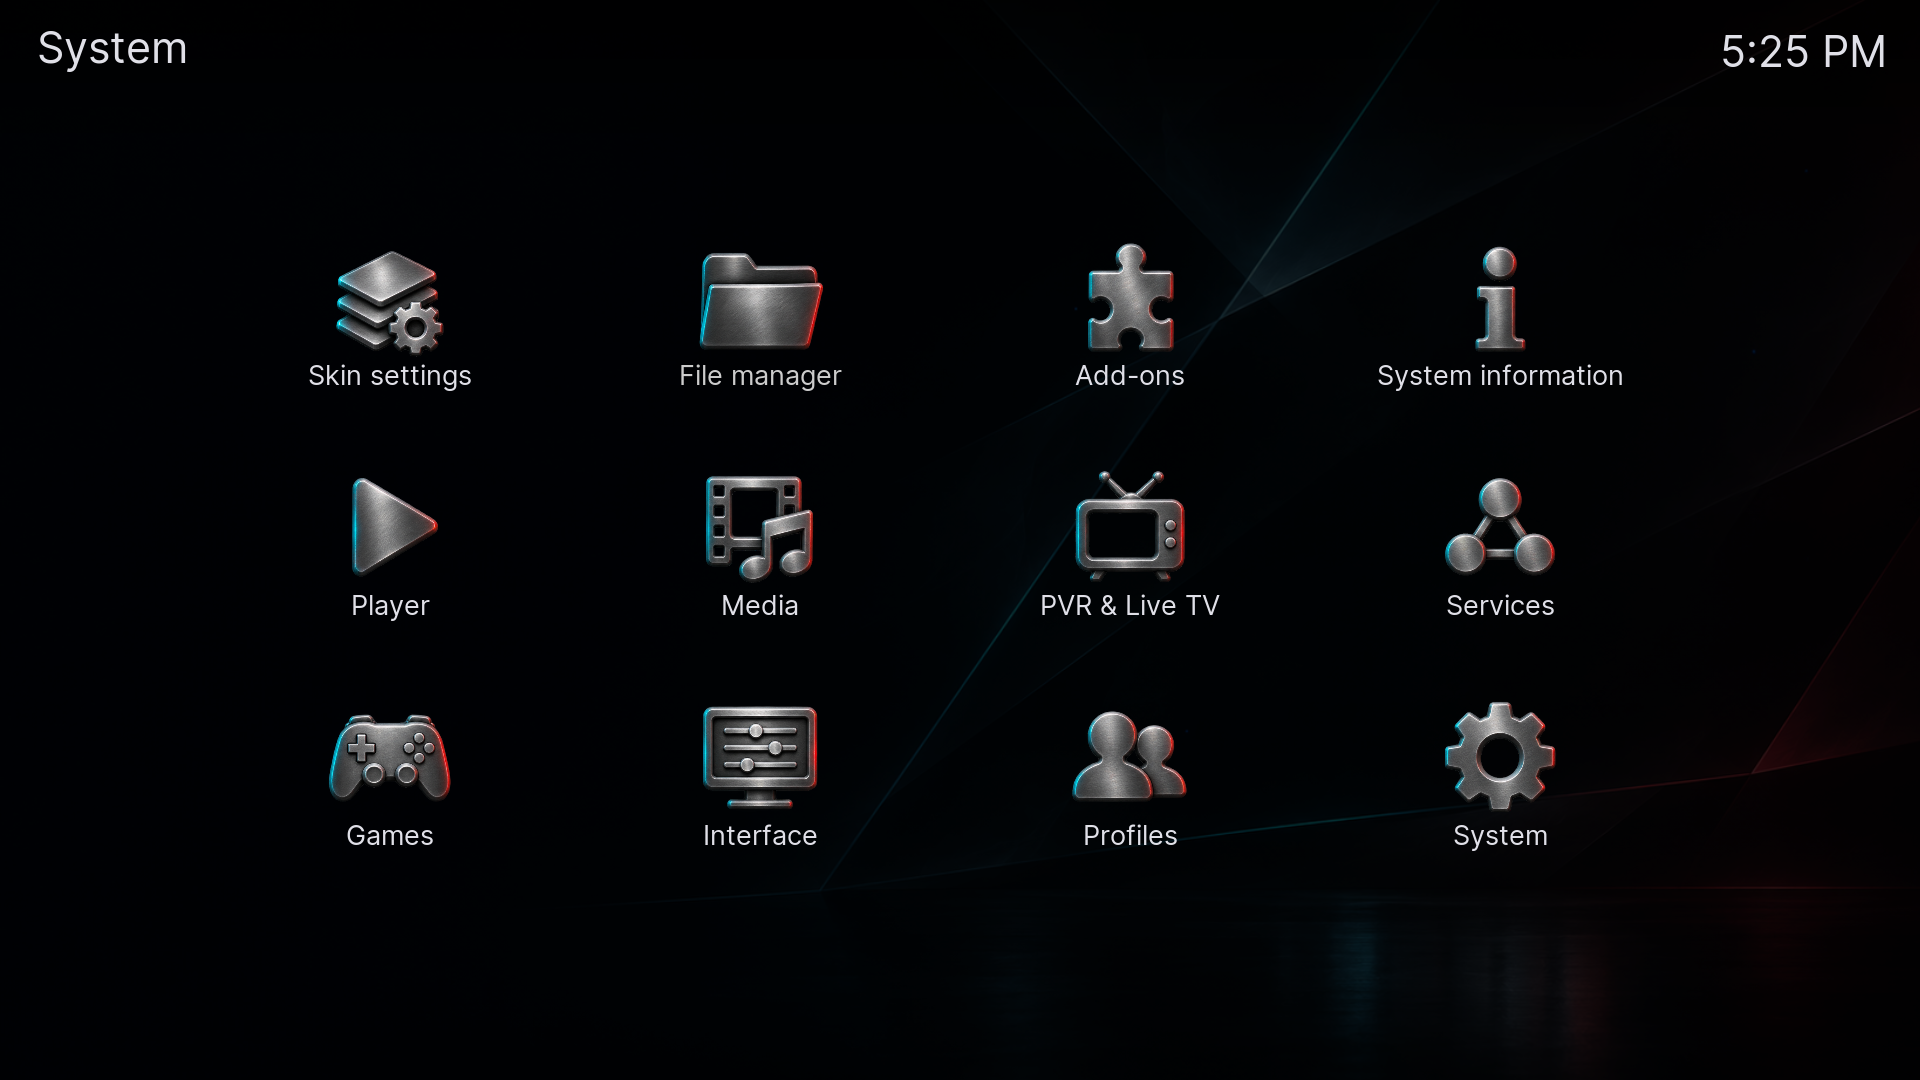 System
5:25 PM
Skin settings
File manager
Add-ons
System information
Player
Media
PVR & Live TV
Services
Games
Interface
Profiles
System